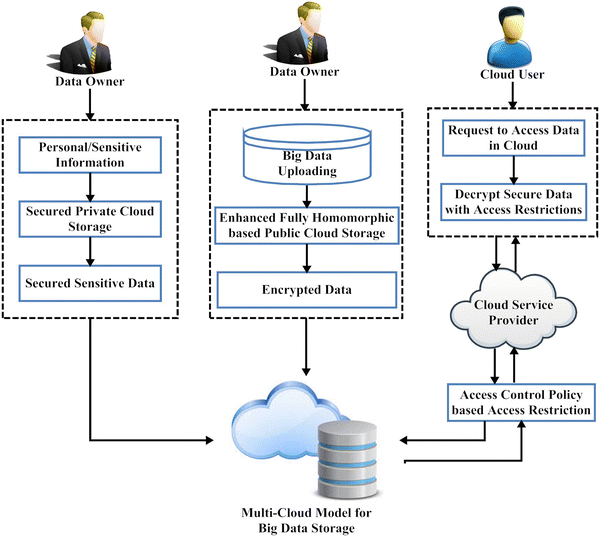 Data Owner
Personal/Sensitive
Information
Secured Private Cloud
Storage
Secured Sensitive Data
Data Owner
Big Data
Uploading
Enhanced Fully Homomorphic
based Public Cloud Storage
Encrypted Data
Cloud User
Request to Access Data
in Cloud
Decrypt Secure Data
with Access Restrictions
Cloud Service
Provider
Access Control Policy
based Access Restriction
Multi-Cloud Model for
Big Data Storage